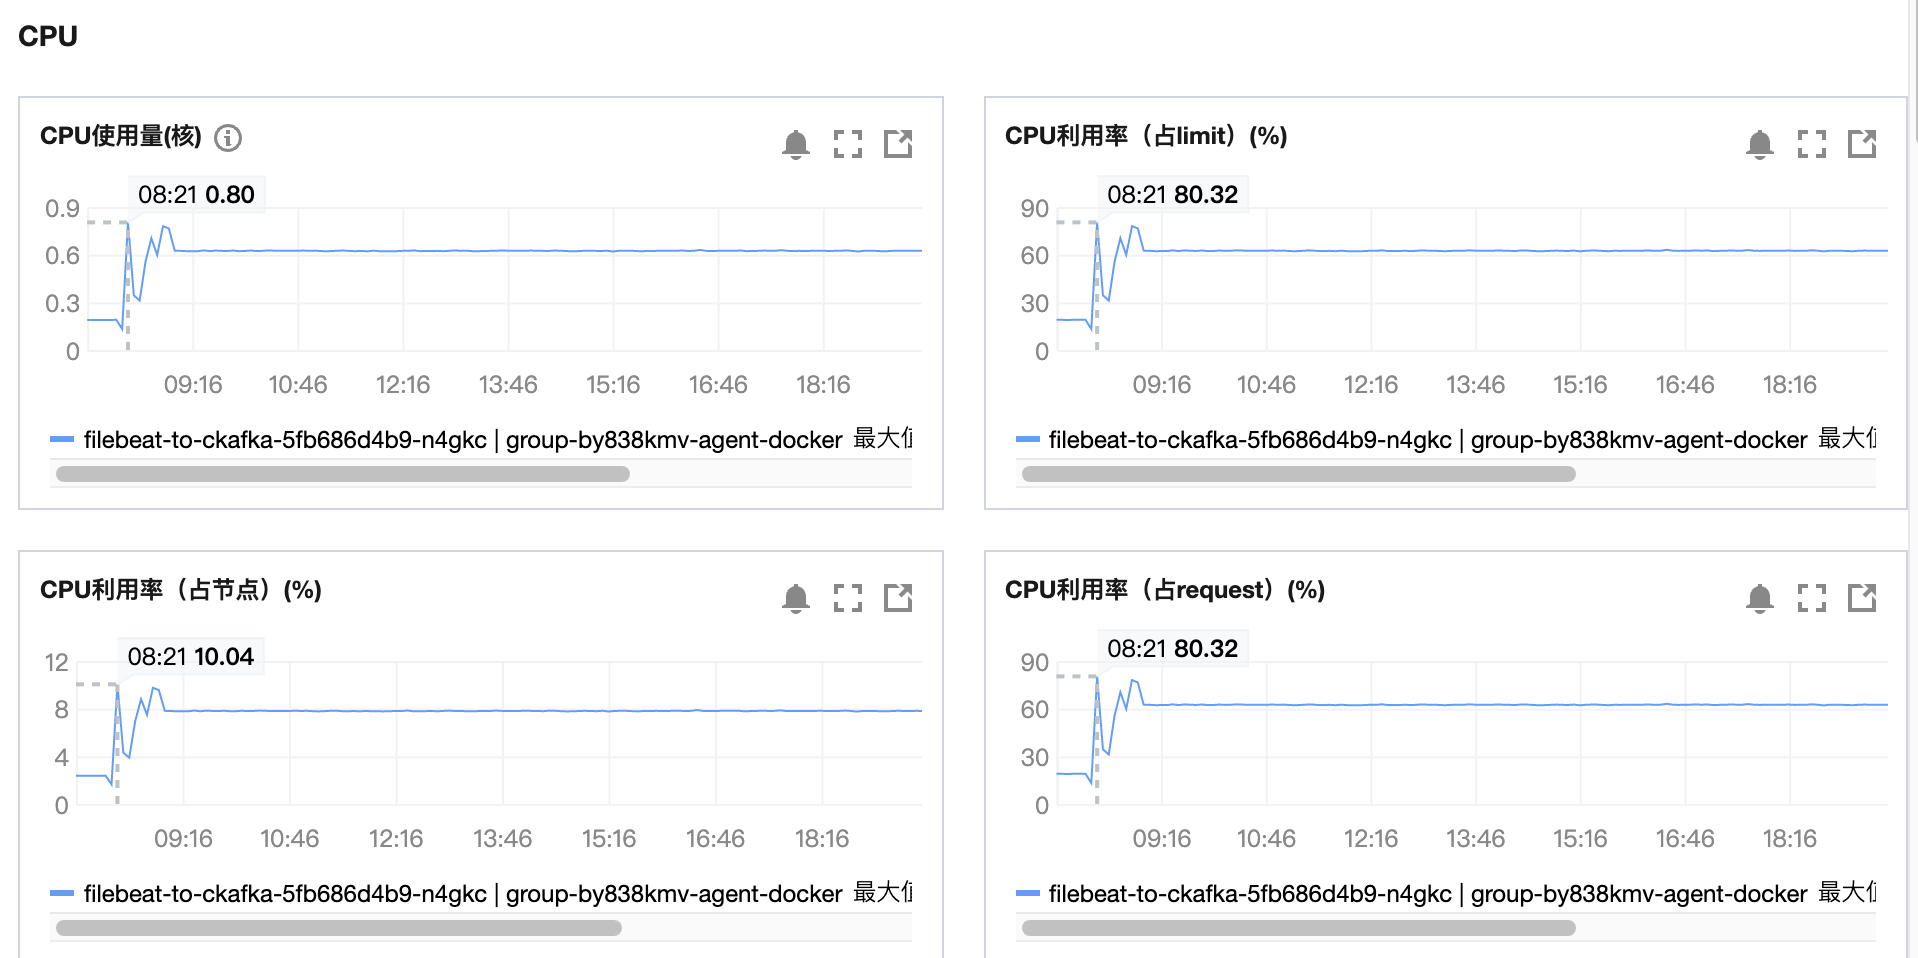 CPU
CPU使用量(核)
08:21 0.80
0.9
0.6
0.3
0
09:16 10:46 12:16 13:46 15:16 16:46 18:16
filebeat-to-ckafka-5fb686d4b9-n4gkc | group-by838kmv-agent-docker 最大值
CPU利用率（占limit）(%)
08:21 80.32
90
60
30
0
09:16 10:46 12:16 13:46 15:16 16:46 18:16
filebeat-to-ckafka-5fb686d4b9-n4gkc | group-by838kmv-agent-docker 最大值
CPU利用率（占节点）(%)
08:21 10.04
12
8
4
0
09:16 10:46 12:16 13:46 15:16 16:46 18:16
filebeat-to-ckafka-5fb686d4b9-n4gkc | group-by838kmv-agent-docker 最大值
CPU利用率（占request）(%)
08:21 80.32
90
60
30
0
09:16 10:46 12:16 13:46 15:16 16:46 18:16
filebeat-to-ckafka-5fb686d4b9-n4gkc | group-by838kmv-agent-docker 最大值